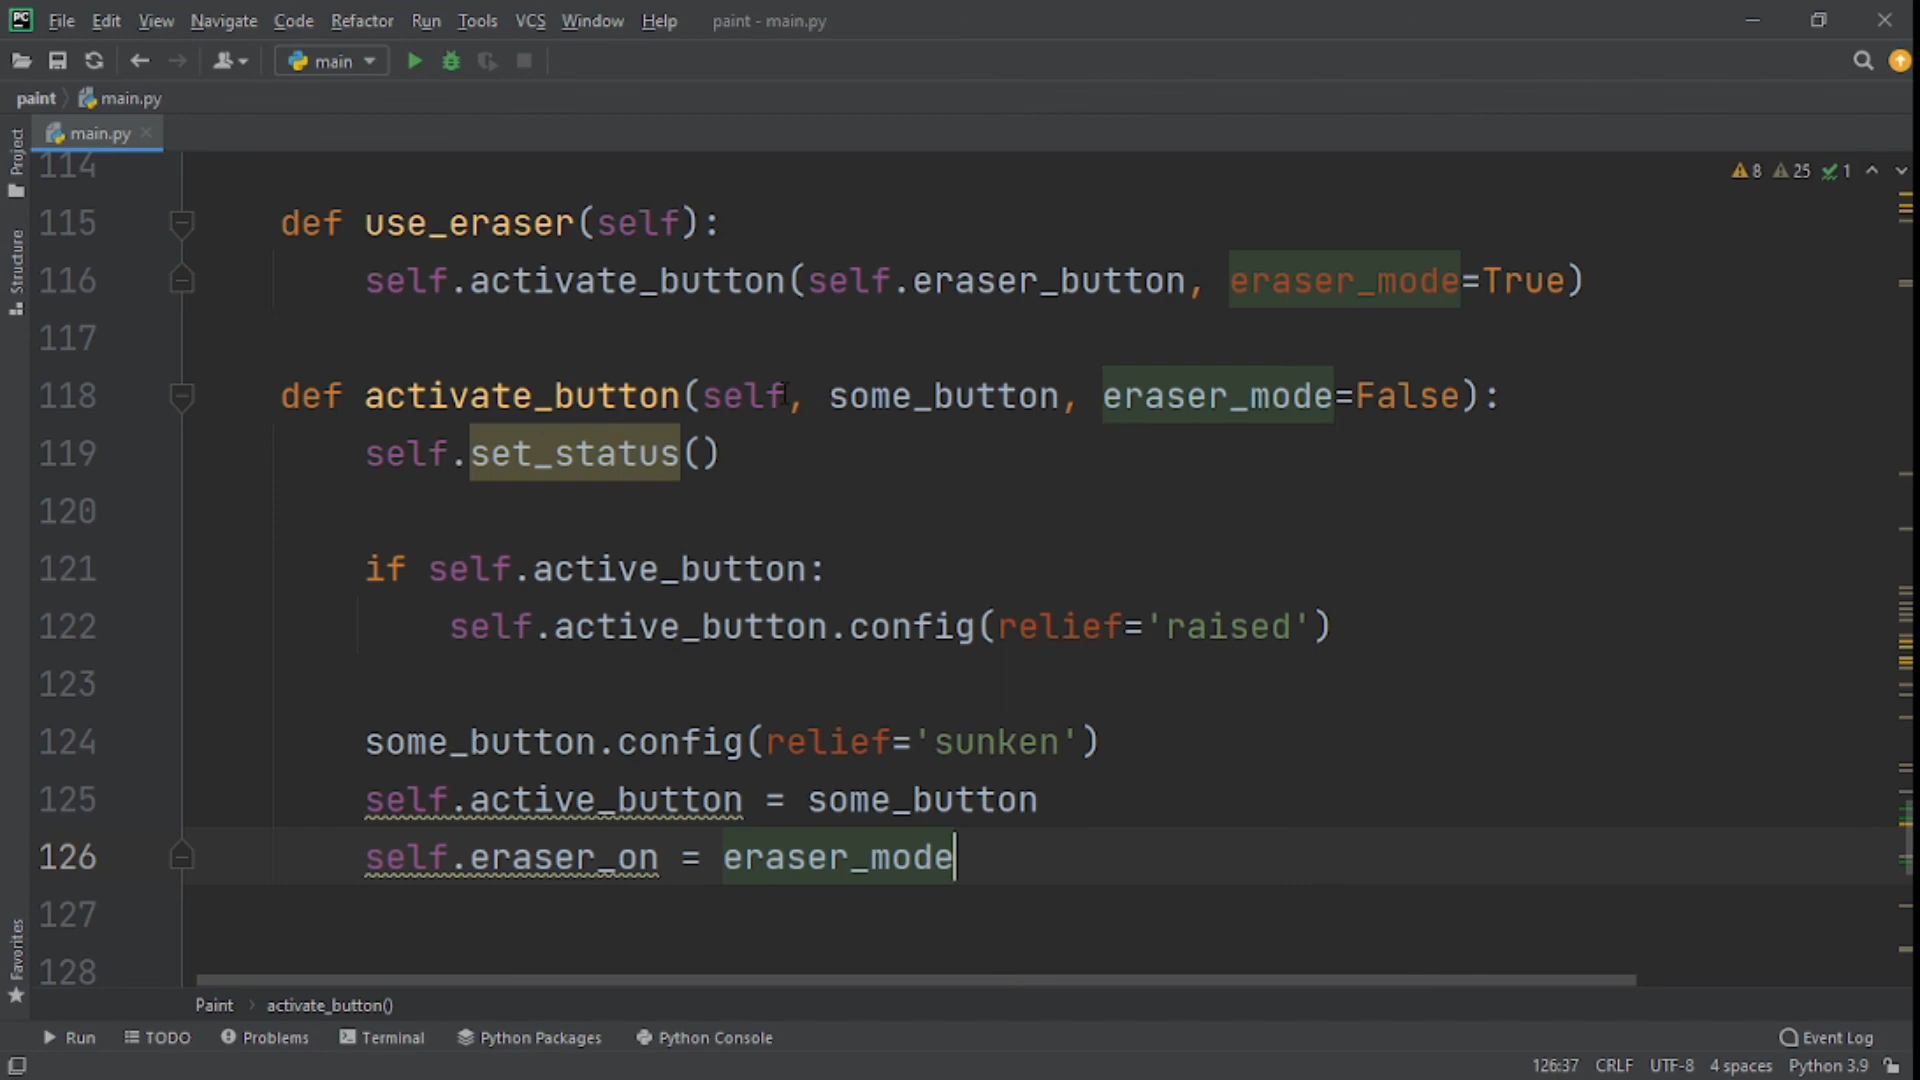 PC File Edit View Navigate Code Refactor Run Tools VCS Window Help paint - main.py
main
paint main.py
main.py
Project
Structure
Favorites
8 25 1
114
115 def use_eraser(self):
116 self.activate_button(self.eraser_button, eraser_mode=True)
117
118 def activate_button(self, some_button, eraser_mode=False):
119 self.set_status()
120
121 if self.active_button:
122 self.active_button.config(relief='raised')
123
124 some_button.config(relief='sunken')
125 self.active_button = some_button
126 self.eraser_on = eraser_mode
127
128
Paint activate_button()
Run TODO Problems Terminal Python Packages Python Console Event Log
126:37 CRLF UTF-8 4 spaces Python 3.9